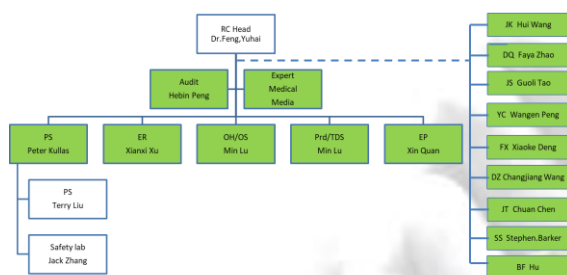 RC Head
Dr.Feng,Yuhai
Audit
Hebin Peng
Expert
Medical
Media
PS
Peter Kullas
ER
Xianxi Xu
OH/OS
Min Lu
Prd/TDS
Min Lu
EP
Xin Quan
PS
Terry Liu
Safety lab
Jack Zhang
JK Hui Wang
DQ Faya Zhao
JS Guoli Tao
YC Wangen Peng
FX Xiaoke Deng
DZ Changjiang Wang
JT Chuan Chen
SS Stephen.Barker
BF Hu